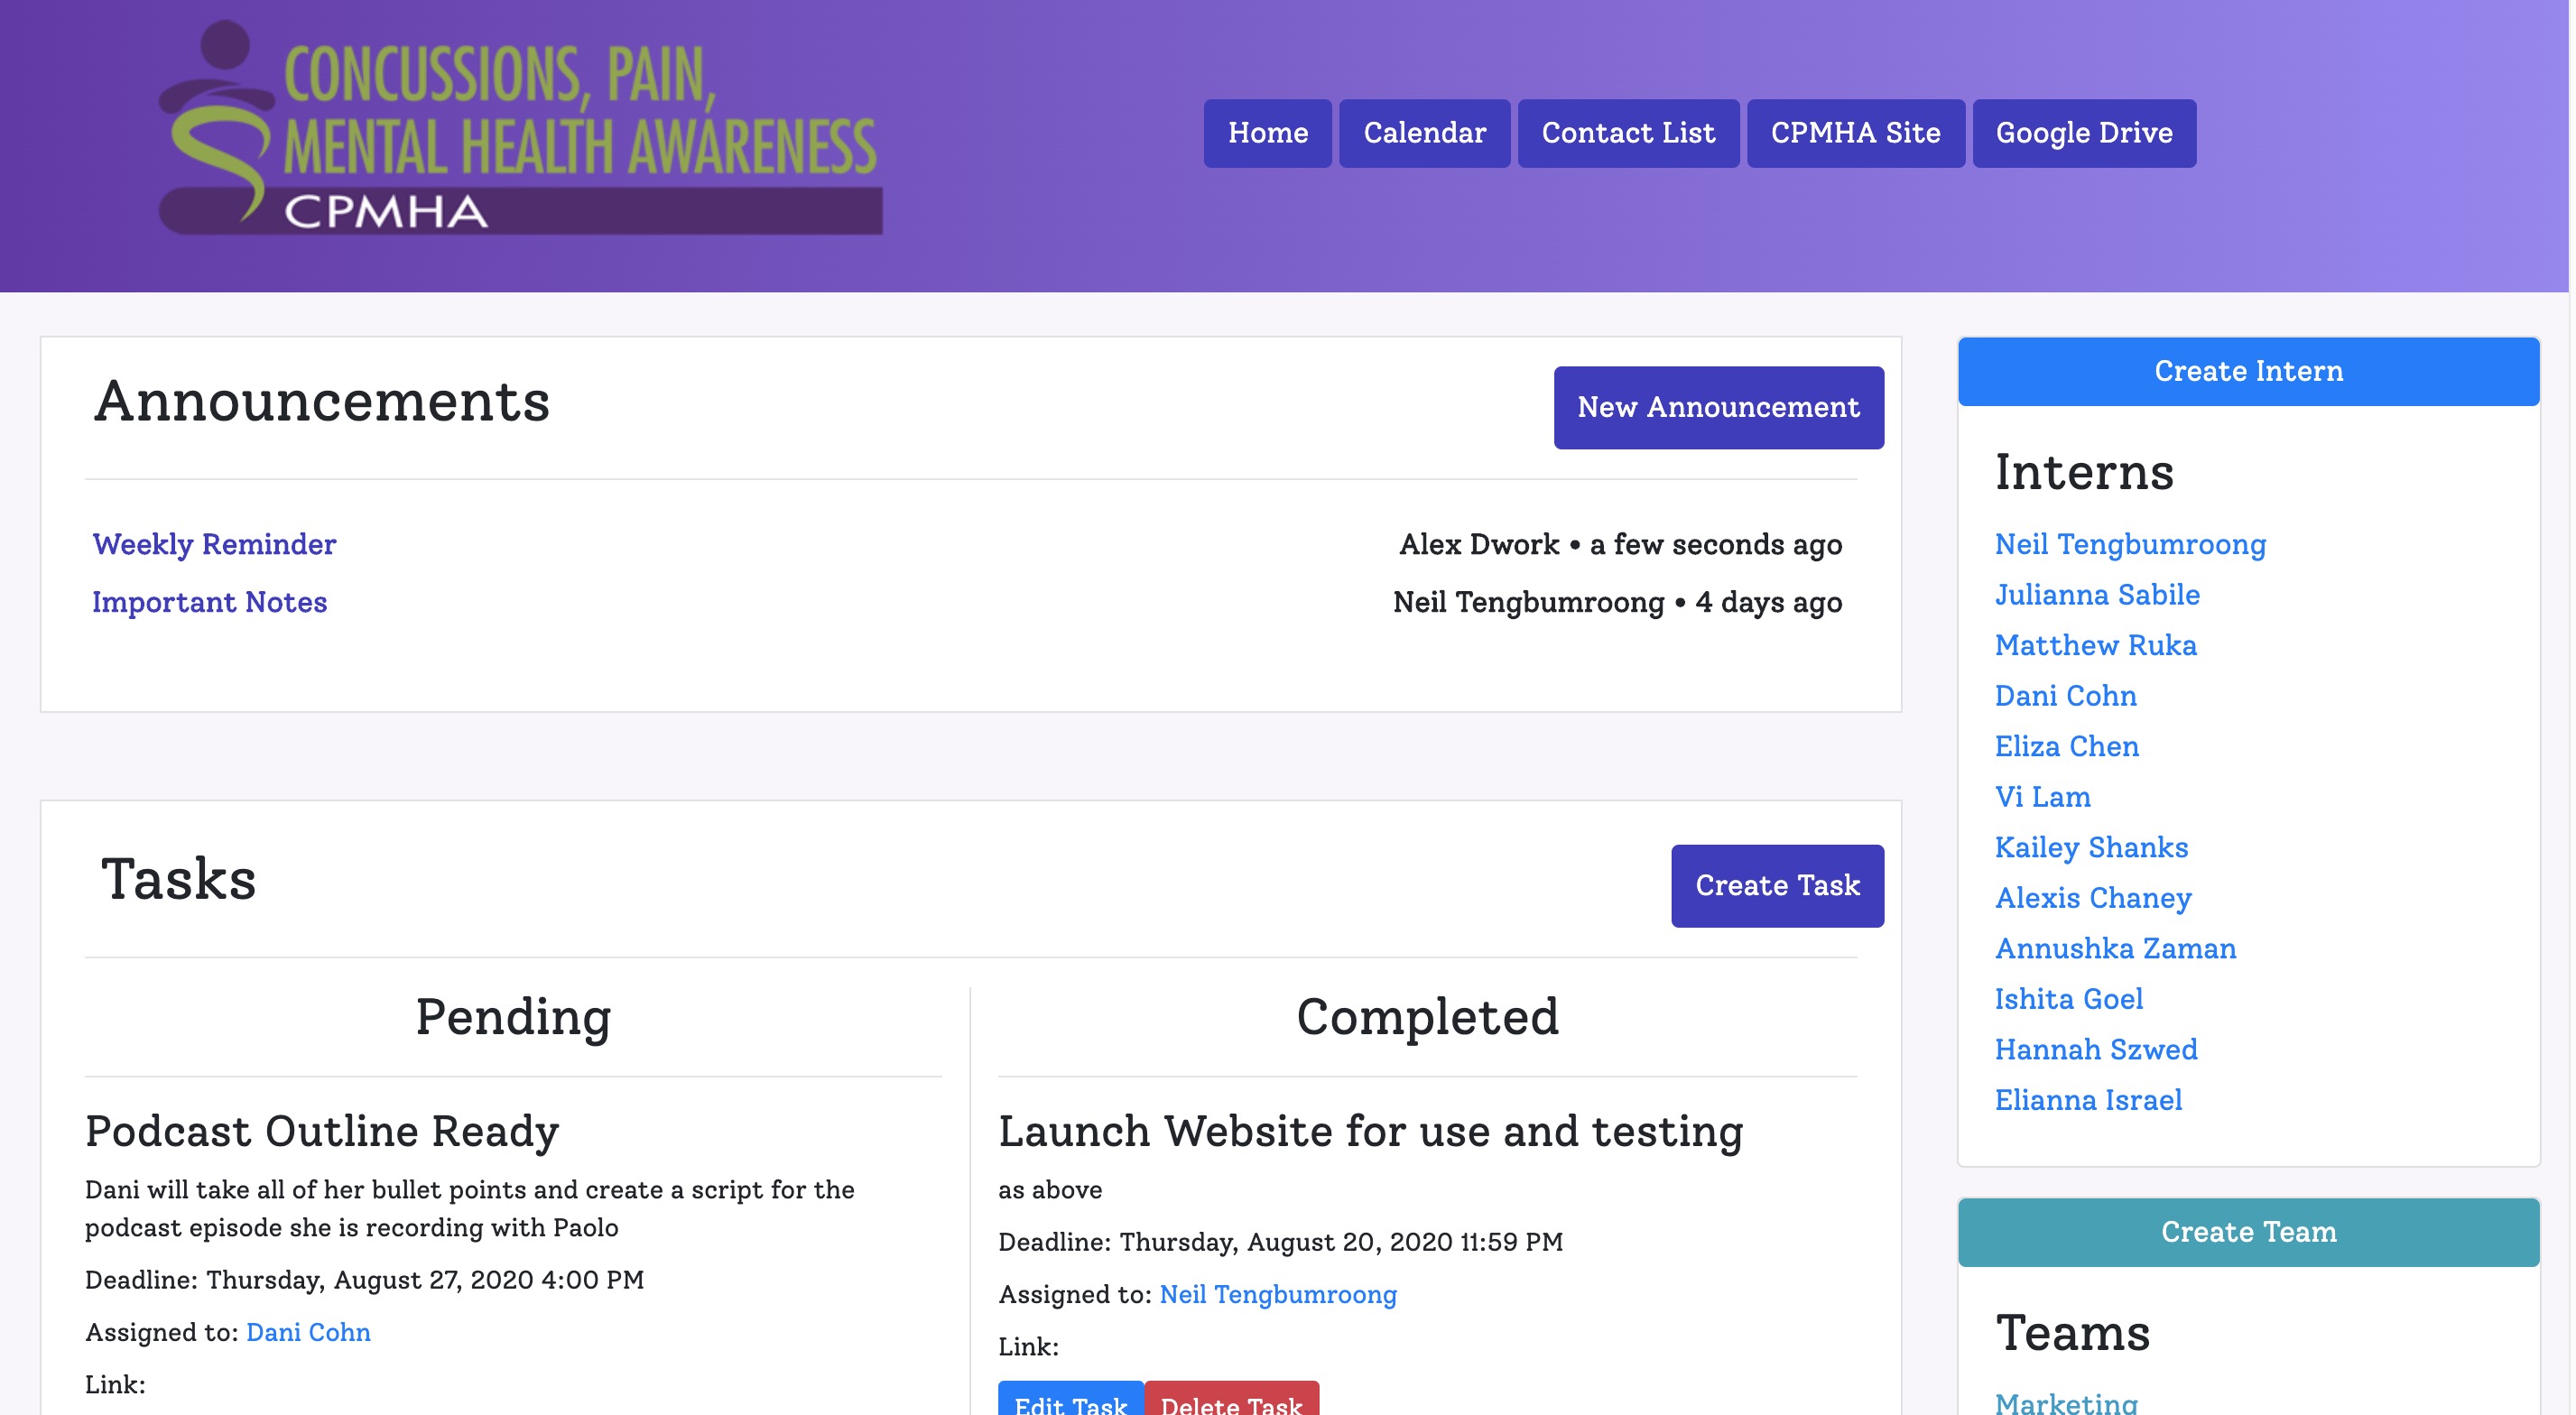 CONCUSSIONS, PAIN,
MENTAL HEALTH AWARENESS
CPMHA
Home
Calendar
Contact List
CPMHA Site
Google Drive
Announcements
New Announcement
Weekly Reminder
Alex Dwork • a few seconds ago
Important Notes
Neil Tengbumroong • 4 days ago
Tasks
Create Task
Pending
Podcast Outline Ready
Dani will take all of her bullet points and create a script for the
podcast episode she is recording with Paolo
Deadline: Thursday, August 27, 2020 4:00 PM
Assigned to: Dani Cohn
Link:
Completed
Launch Website for use and testing
as above
Deadline: Thursday, August 20, 2020 11:59 PM
Assigned to: Neil Tengbumroong
Link:
Edit Task
Delete Task
Create Intern
Interns
Neil Tengbumroong
Julianna Sabile
Matthew Ruka
Dani Cohn
Eliza Chen
Vi Lam
Kailey Shanks
Alexis Chaney
Annushka Zaman
Ishita Goel
Hannah Szwed
Elianna Israel
Create Team
Teams
Marketing